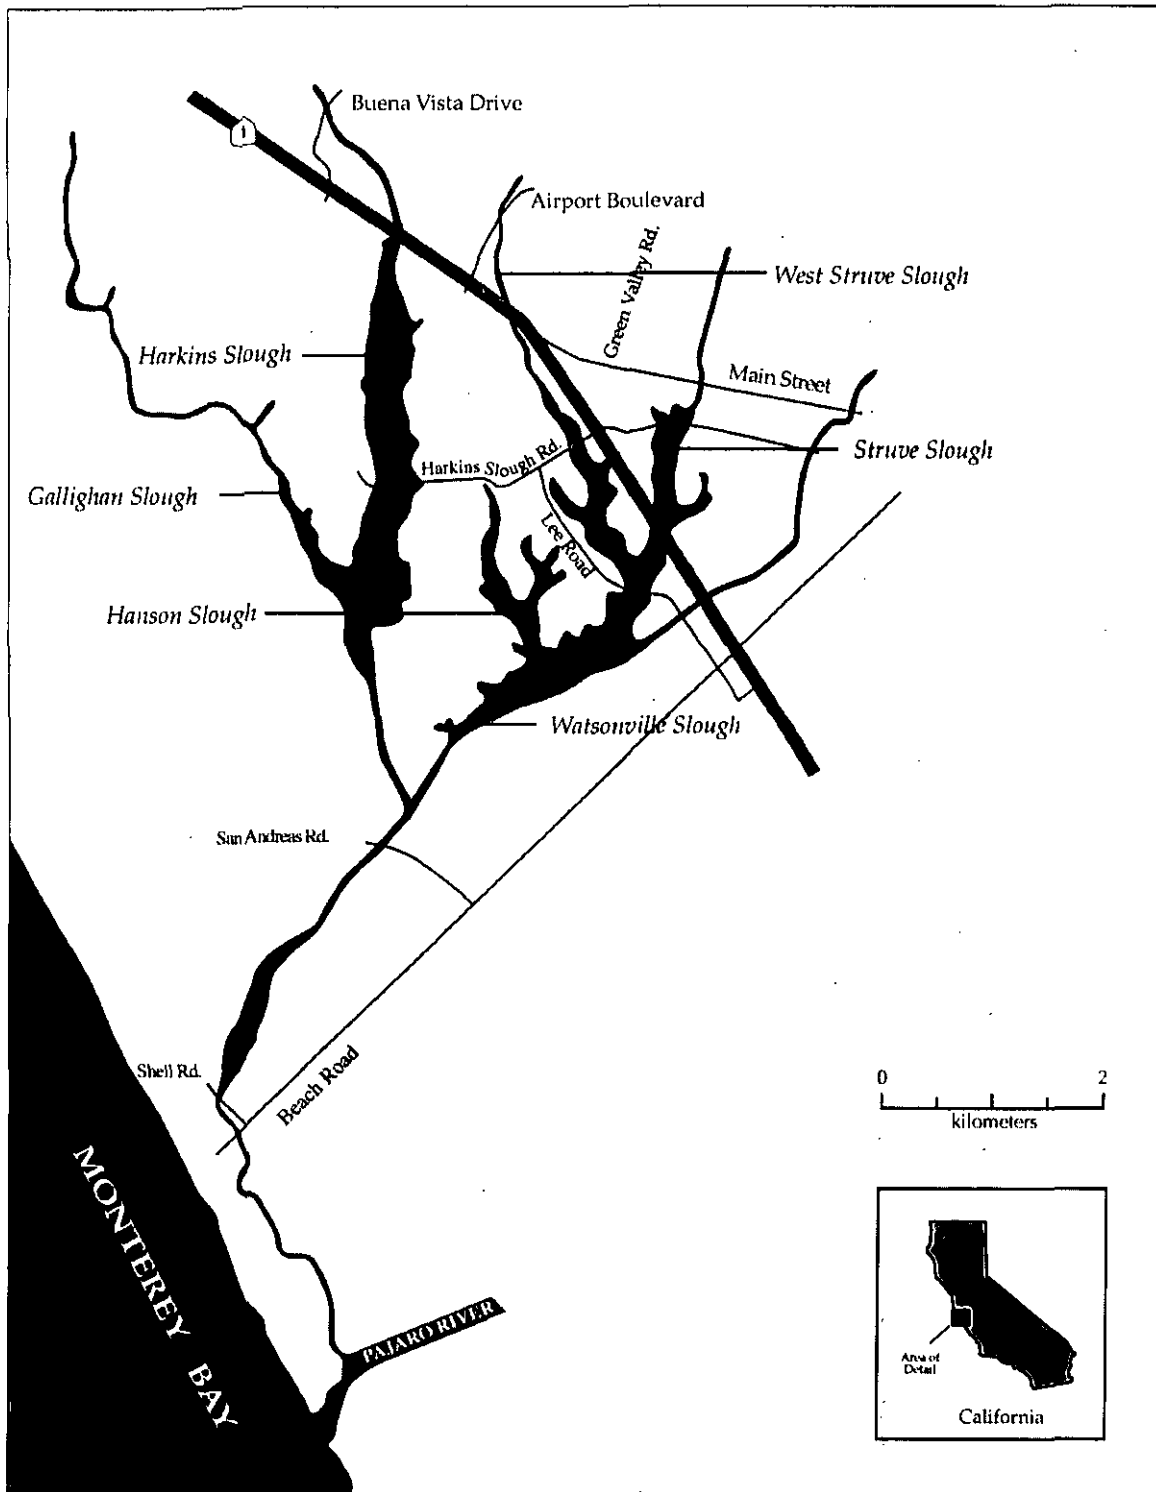 Buena Vista Drive
1
Airport Boulevard
Green Valley Rd.
West Struve Slough
Harkins Slough
Main Street
Harkins Slough Rd.
Struve Slough
Gallighan Slough
Lee Road
Hanson Slough
Watsonville Slough
San Andreas Rd.
Shell Rd.
Beach Road
0 2
kilometers
MONTEREY BAY
PAJARO RIVER
Area of
Detail
California